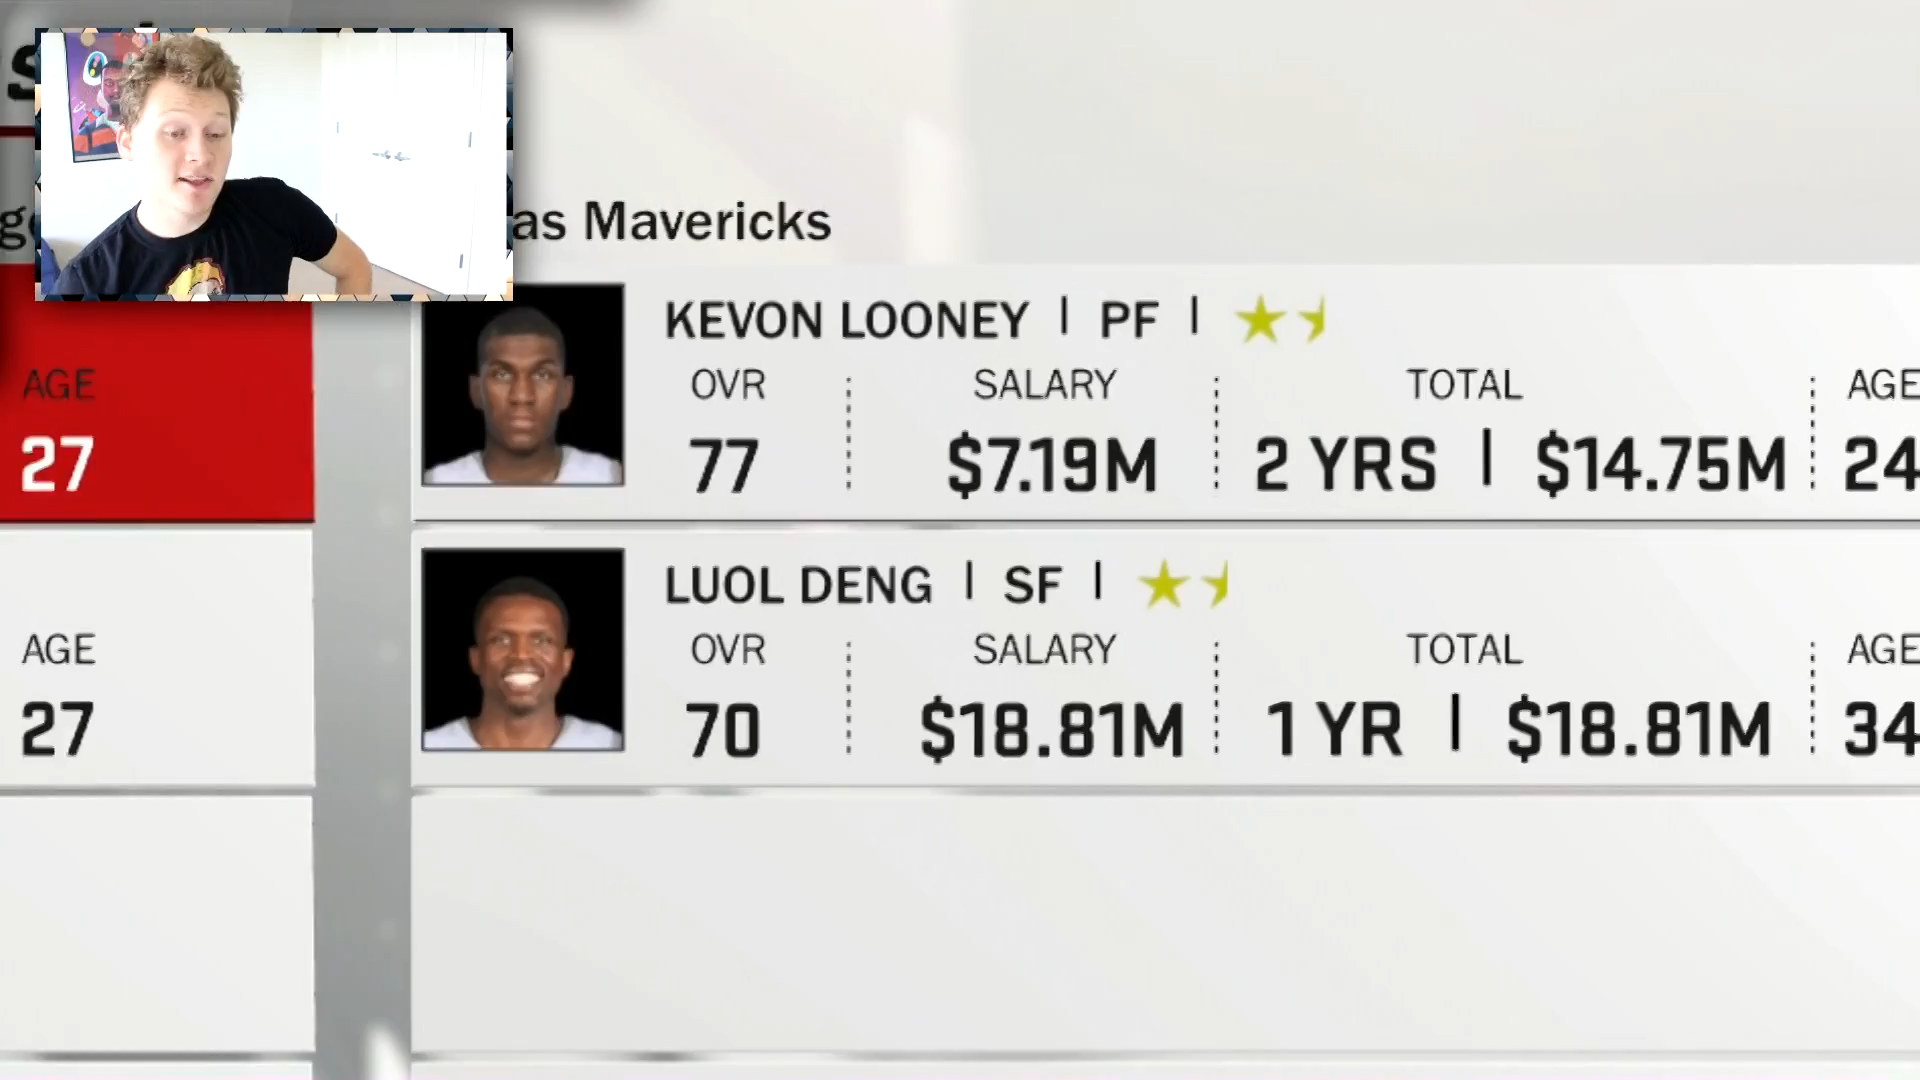 as Mavericks
KEVON LOONEY | PF |
AGE
OVR
SALARY
TOTAL
AGE
27
77
$7.19M
2 YRS | $14.75M
24
LUOL DENG | SF |
AGE
OVR
SALARY
TOTAL
AGE
27
70
$18.81M
1 YR | $18.81M
34